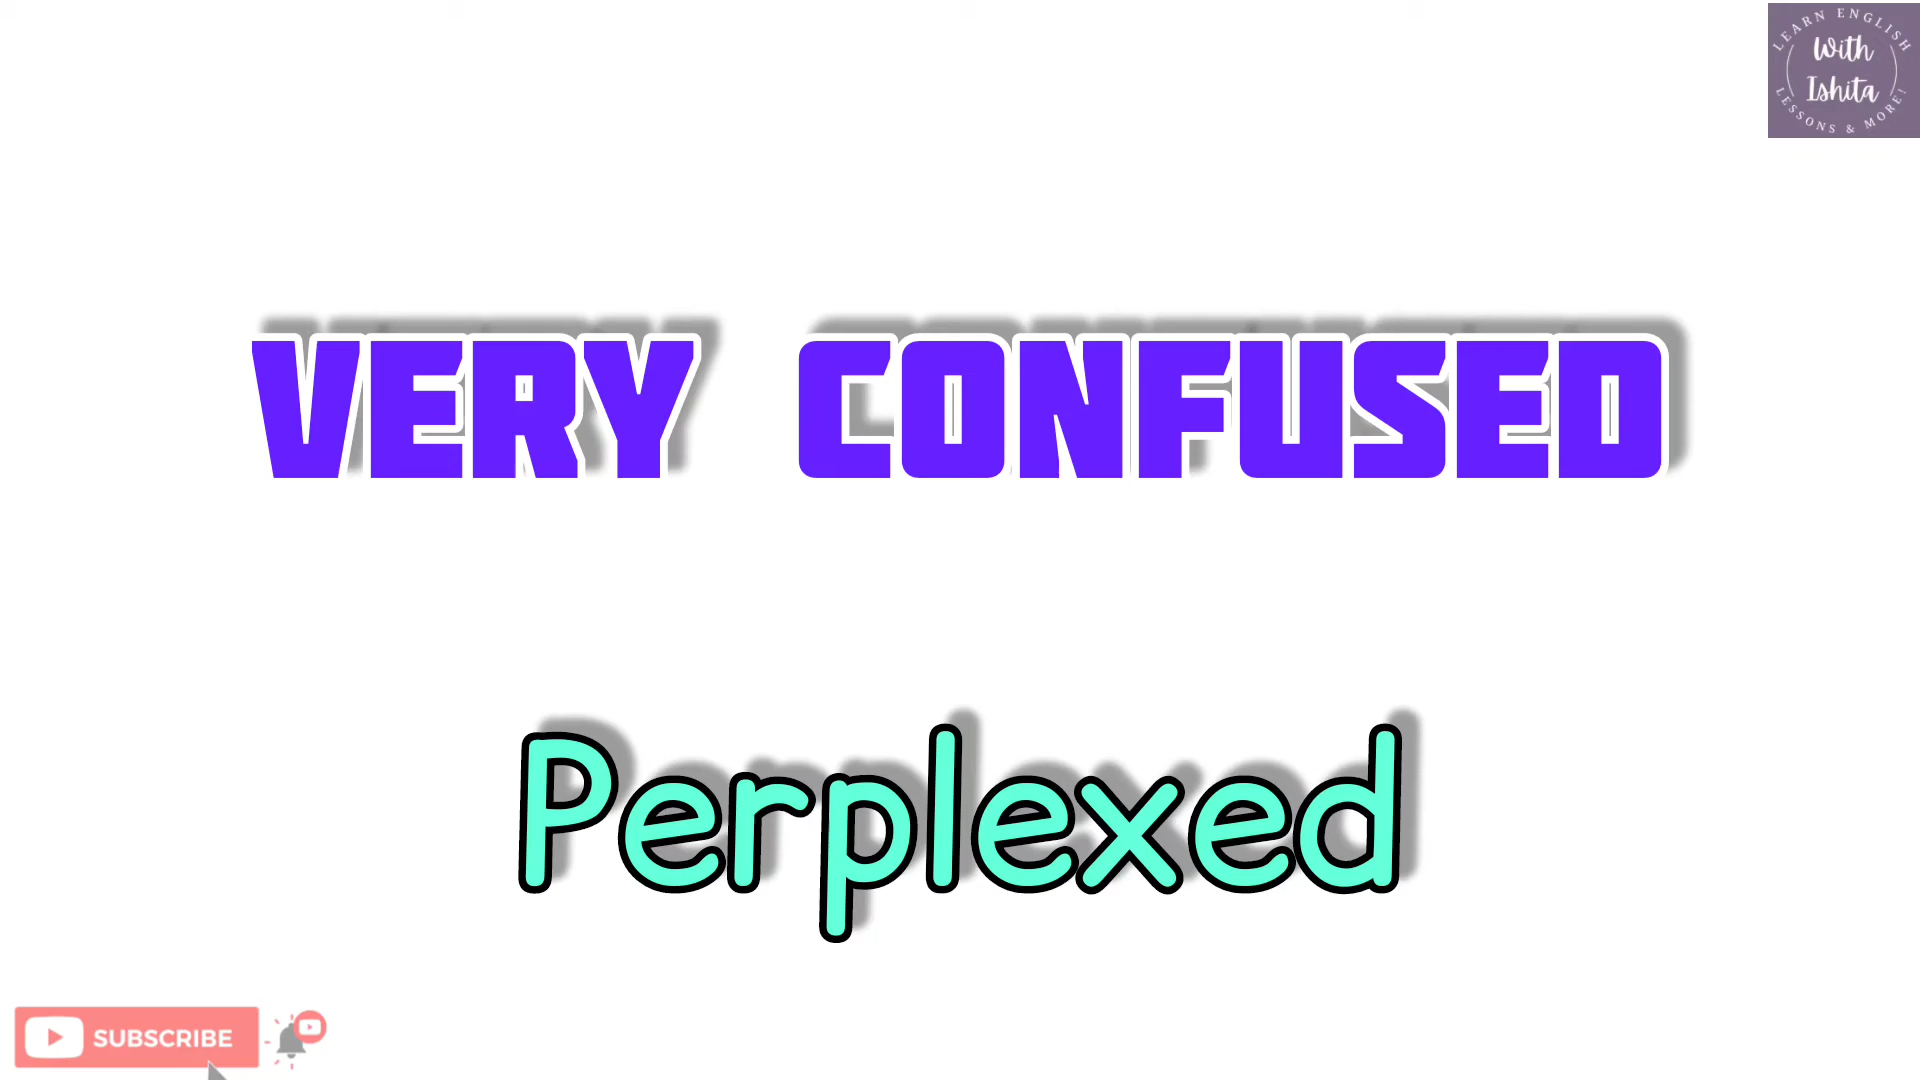 LEARN ENGLISH
With
Ishita
LESSONS & MORE!
VERY CONFUSED
Perplexed
SUBSCRIBE